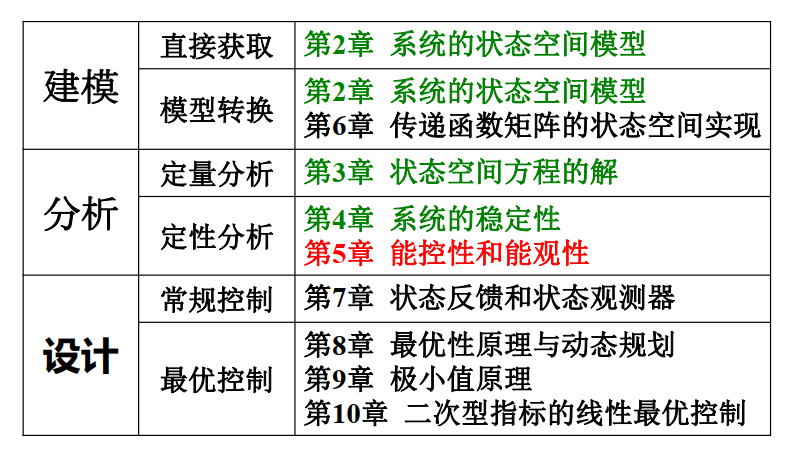 建模
直接获取
第2章 系统的状态空间模型
模型转换
第2章 系统的状态空间模型
第6章 传递函数矩阵的状态空间实现
分析
定量分析
第3章 状态空间方程的解
定性分析
第4章 系统的稳定性
第5章 能控性和能观性
设计
常规控制
第7章 状态反馈和状态观测器
最优控制
第8章 最优性原理与动态规划
第9章 极小值原理
第10章 二次型指标的线性最优控制